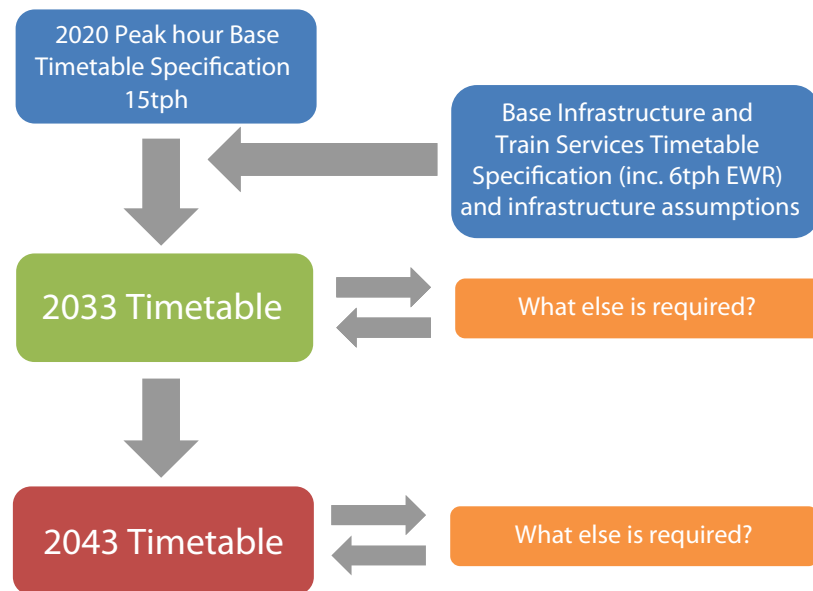 2020 Peak hour Base
Timetable Specification
15tph
Base Infrastructure and
Train Services Timetable
Specification (inc. 6tph EWR)
and infrastructure assumptions
2033 Timetable
What else is required?
2043 Timetable
What else is required?